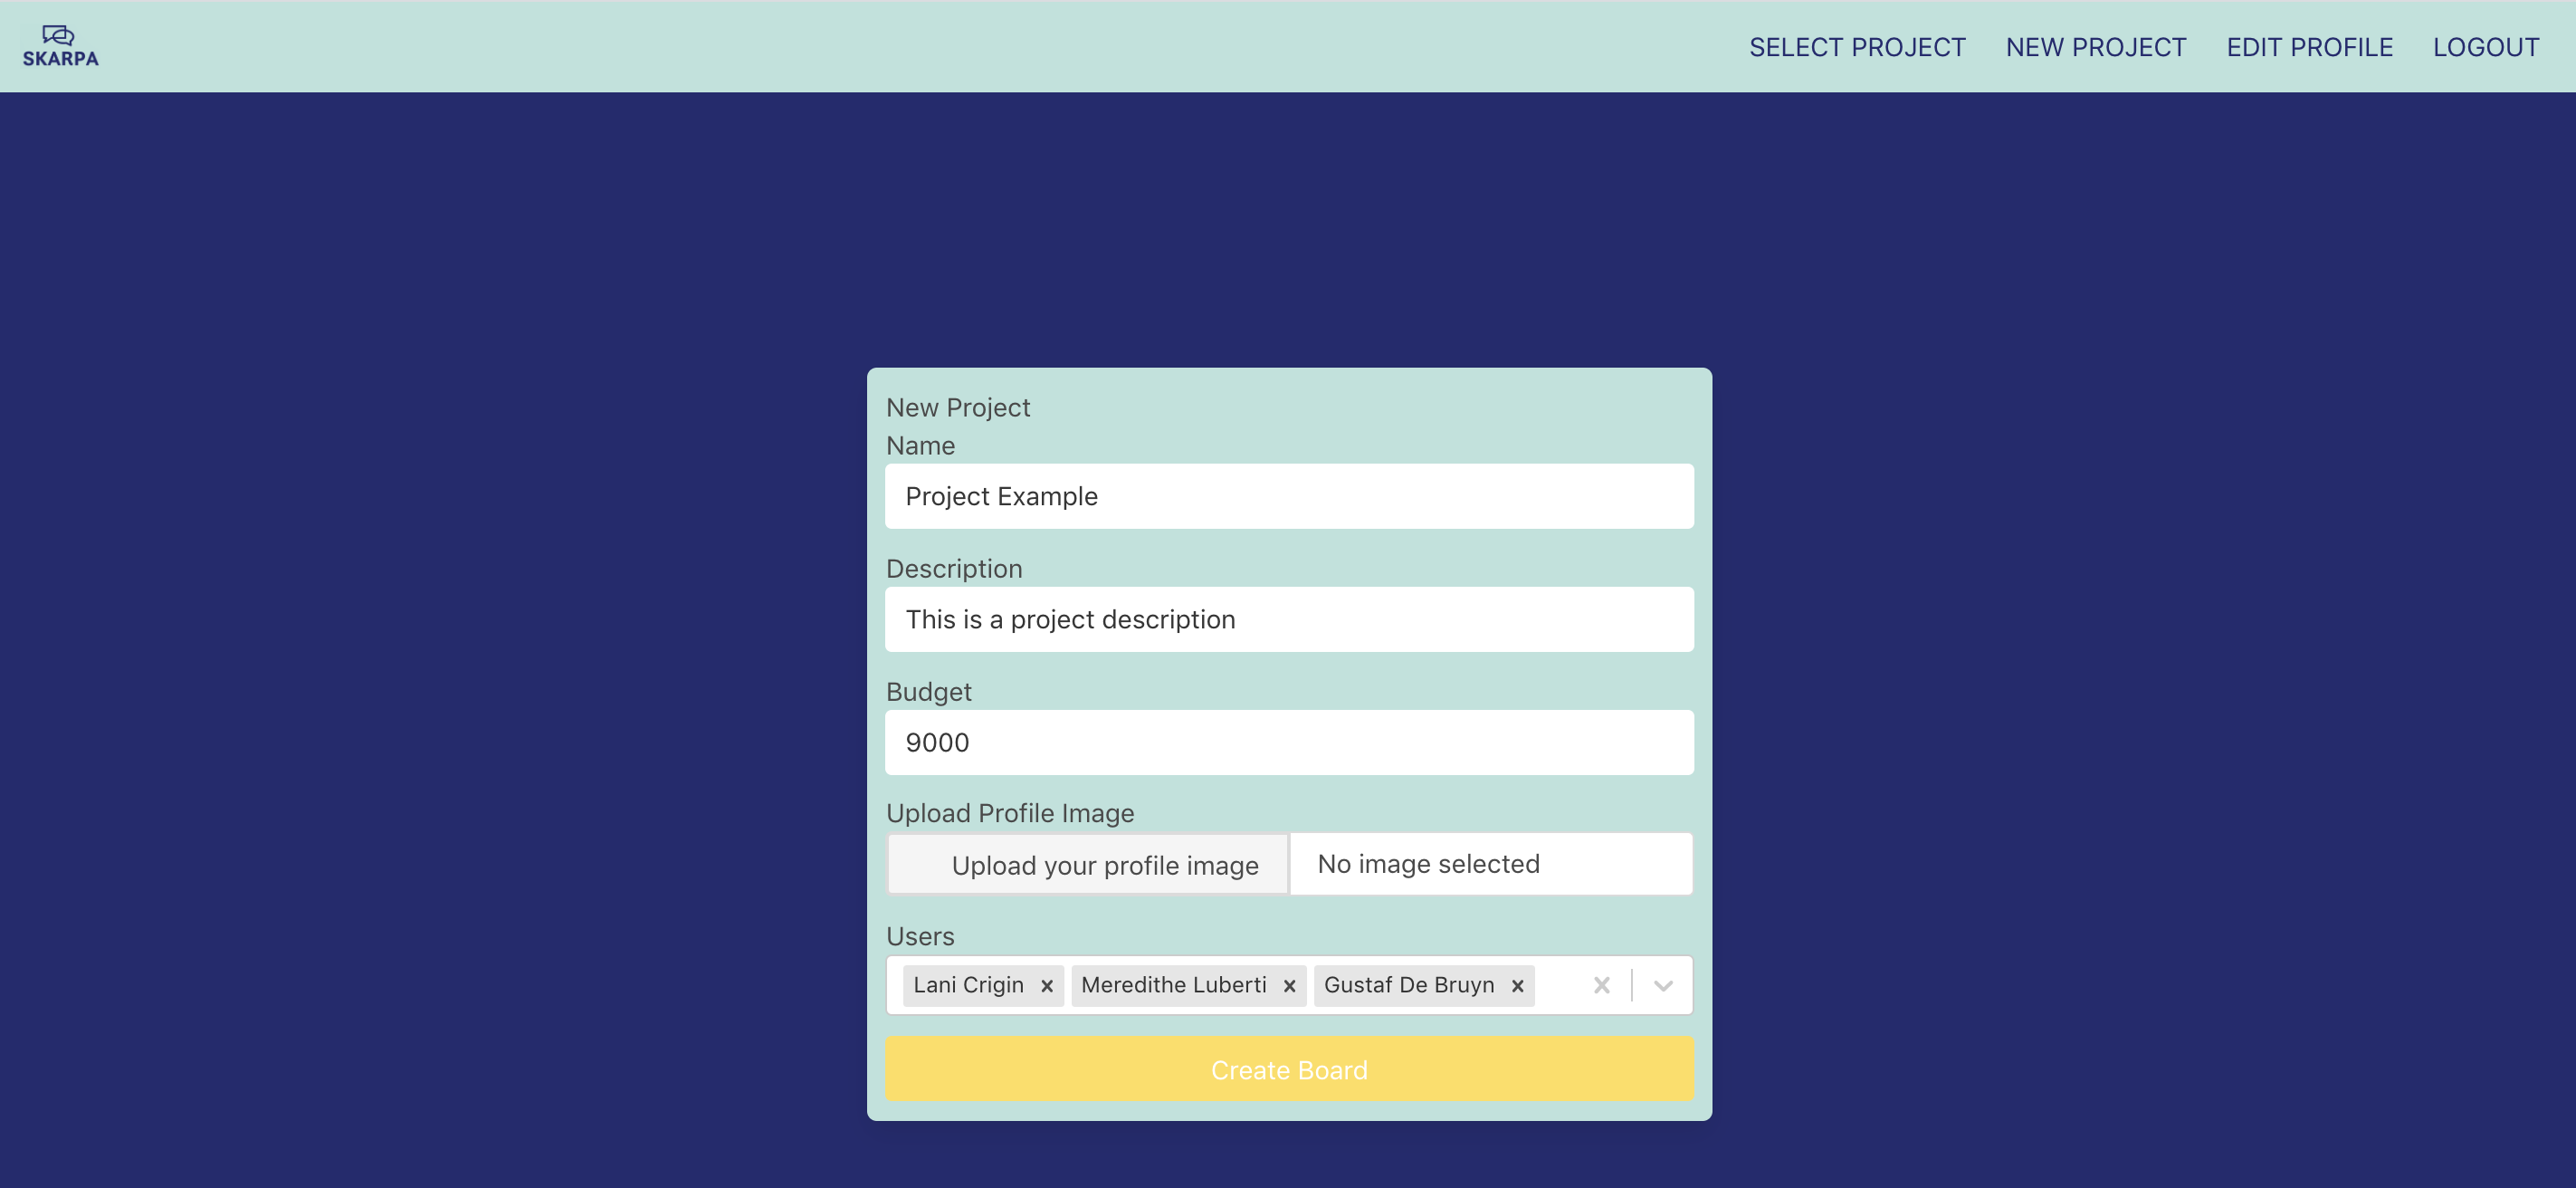 SKARPA
SELECT PROJECT NEW PROJECT EDIT PROFILE LOGOUT
New Project
Name
Project Example
Description
This is a project description
Budget
9000
Upload Profile Image
Upload your profile image No image selected
Users
Lani Crigin × Meredithe Luberti × Gustaf De Bruyn ×
Create Board